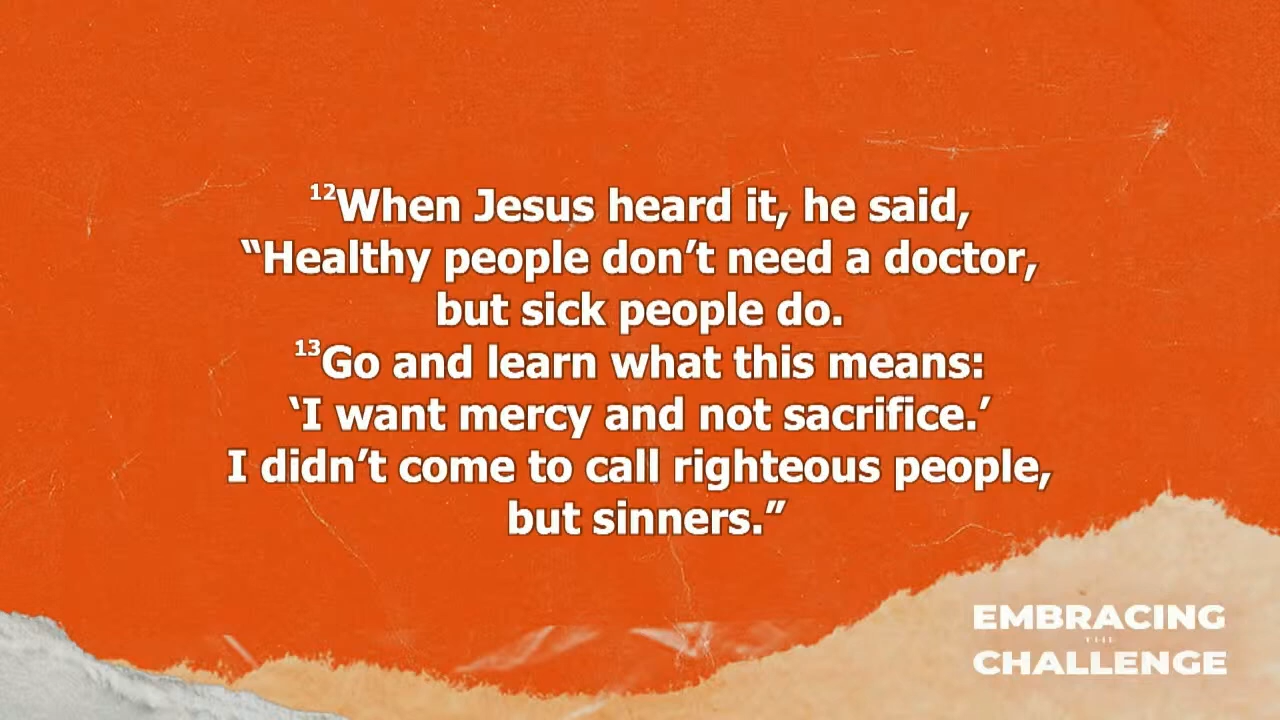 12When Jesus heard it, he said,
“Healthy people don’t need a doctor,
but sick people do.
13Go and learn what this means:
‘I want mercy and not sacrifice.’
I didn’t come to call righteous people,
but sinners.”
EMBRACING
THE
CHALLENGE